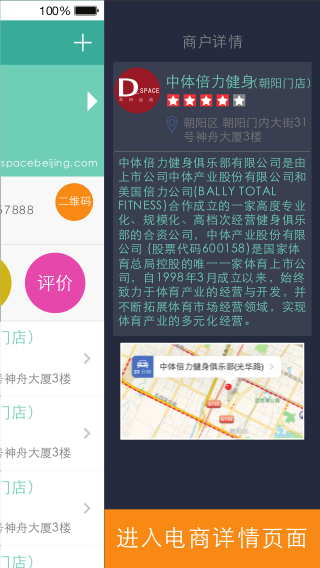 100%
商户详情
D SPACE
中体倍力健身(朝阳门店)
朝阳区 朝阳门内大街31
号神舟大厦3楼
spacebeijing.com
中体倍力健身俱乐部有限公司是由
上市公司中体产业股份有限公司和
美国倍力公司(BALLY TOTAL
FITNESS)合作成立的一家高度专业
化、规模化、高档次经营健身俱乐
部的合资公司，中体产业股份有限
公司 (股票代码600158)是国家体
育总局控股的唯一一家体育上市公
司，自1998年3月成立以来，始终
致力于体育产业的经营与开发，并
不断拓展体育市场经营领域，实现
体育产业的多元化经营。
二维码
7888
评价
门店）
号神舟大厦3楼
门店）
号神舟大厦3楼
门店）
号神舟大厦3楼
门店）
中体倍力健身俱乐部(光华路)
进入电商详情页面